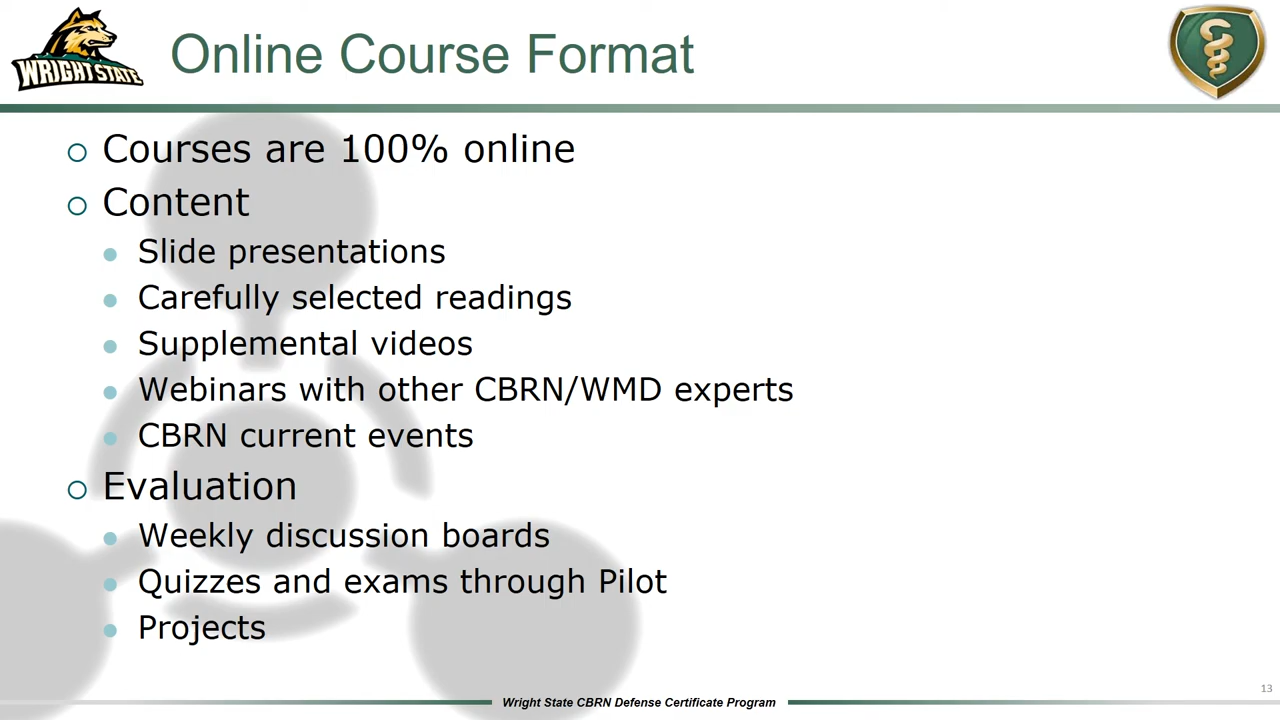 WRIGHT STATE
Online Course Format
Courses are 100% online
Content
Slide presentations
Carefully selected readings
Supplemental videos
Webinars with other CBRN/WMD experts
CBRN current events
Evaluation
Weekly discussion boards
Quizzes and exams through Pilot
Projects
13
Wright State CBRN Defense Certificate Program